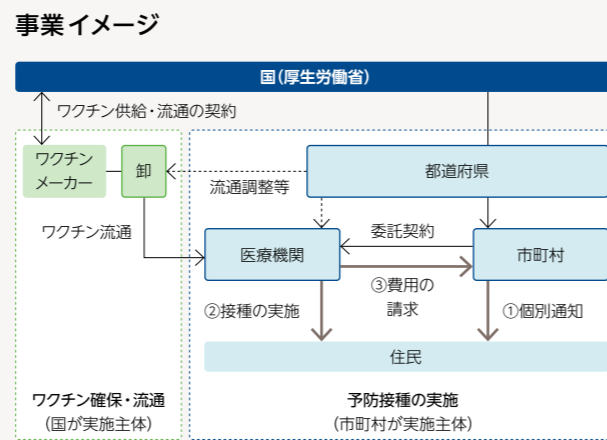 事業イメージ
国(厚生労働省)
ワクチン供給・流通の契約
ワクチン
メーカー
卸
流通調整等
都道府県
ワクチン流通
医療機関
委託契約
市町村
③費用の
請求
②接種の実施
①個別通知
住民
ワクチン確保・流通
(国が実施主体)
予防接種の実施
(市町村が実施主体)